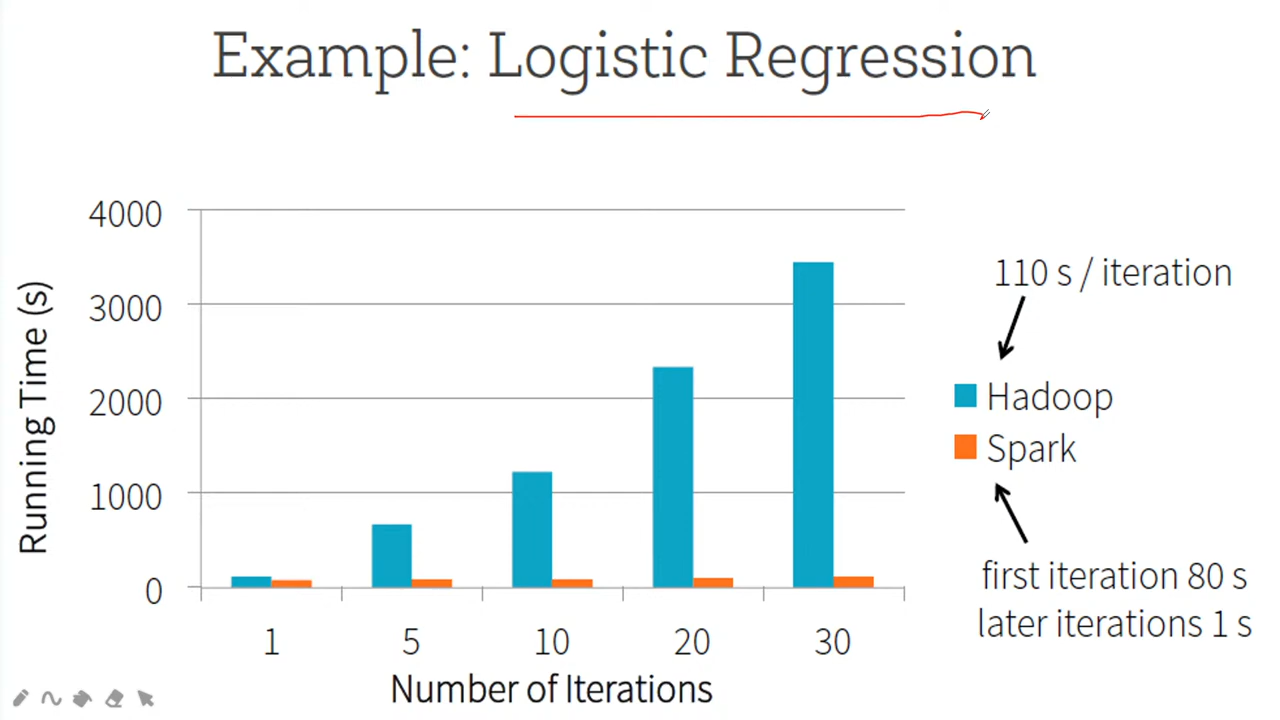 Example: Logistic Regression
Running Time (s)
4000
3000
2000
1000
0
1 5 10 20 30
Number of Iterations
110 s / iteration
Hadoop
Spark
first iteration 80 s
later iterations 1 s